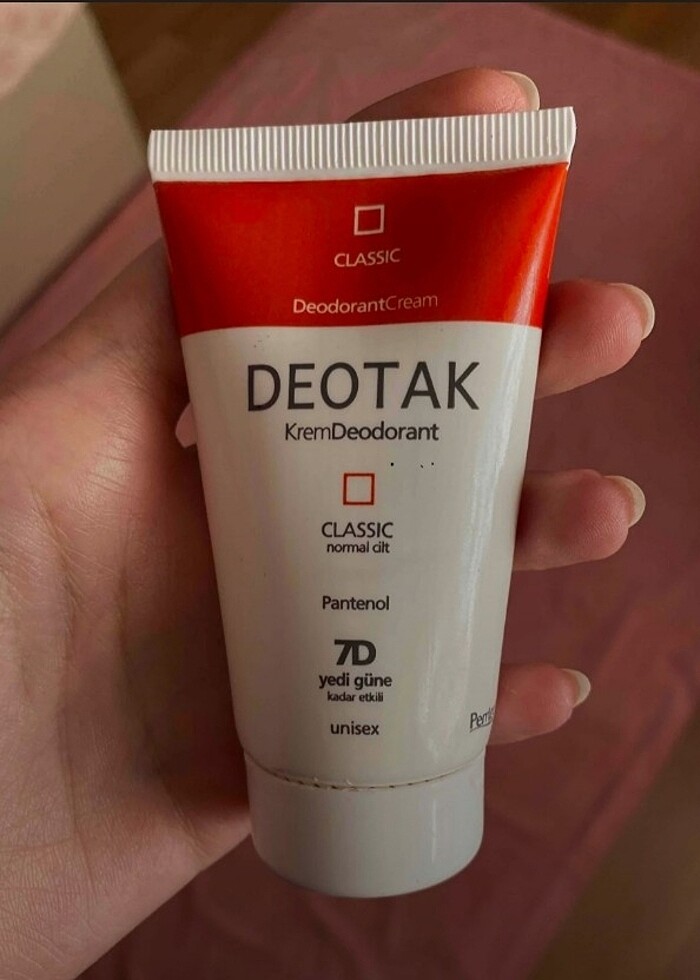 CLASSIC
DeodorantCream
DEOTAK
KremDeodorant
CLASSIC
normal cilt
Pantenol
7D
yedi güne
kadar etkili
unisex